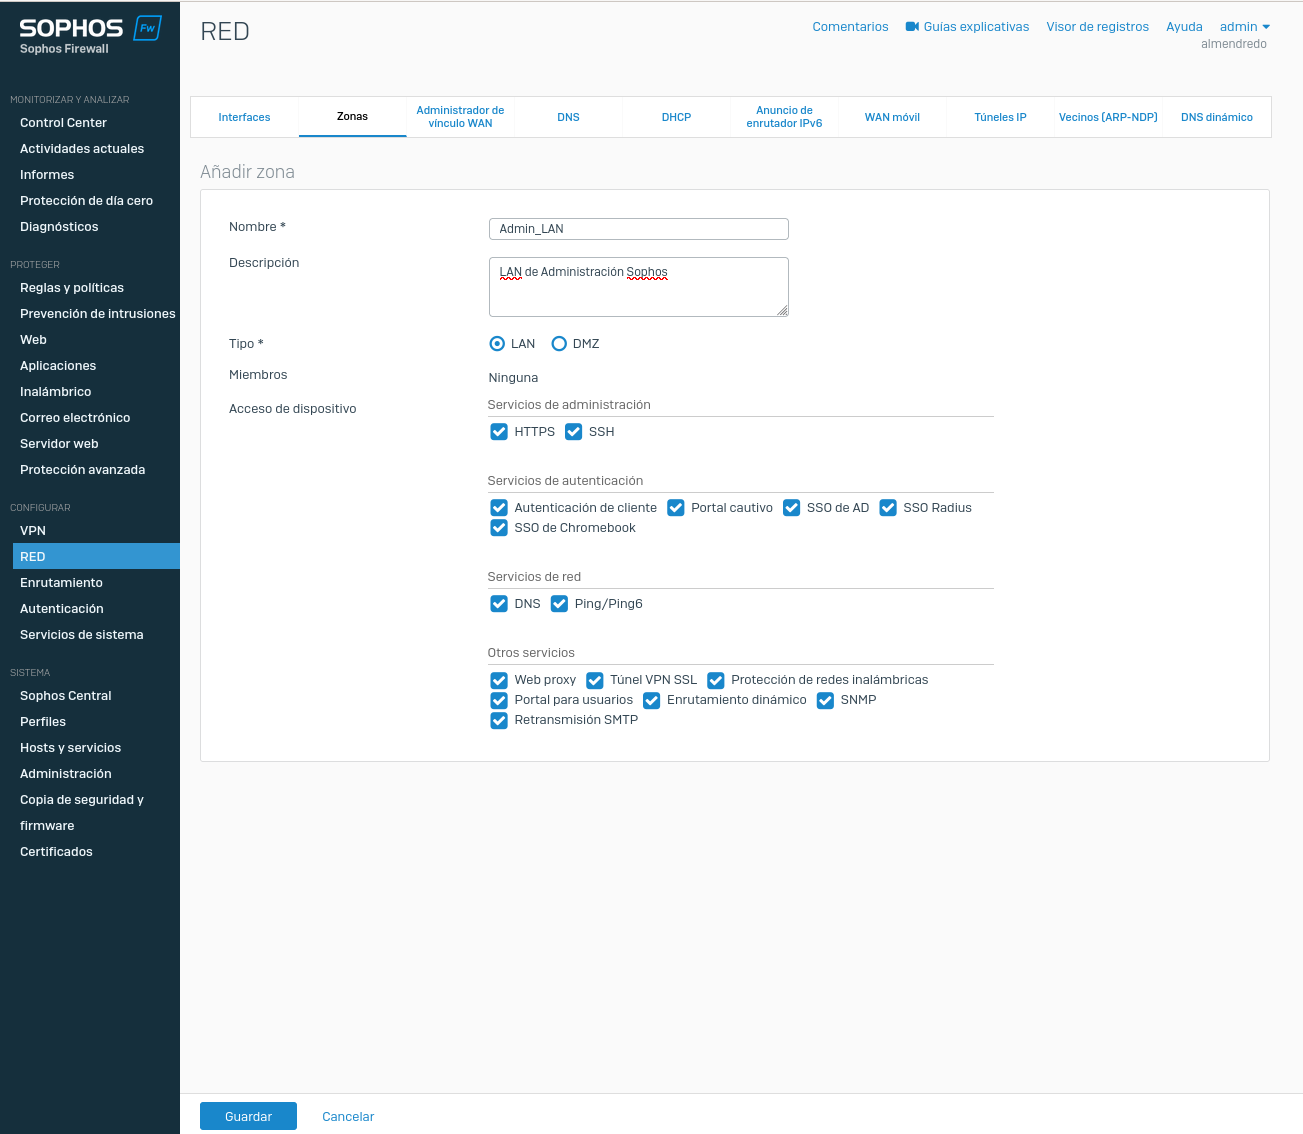 SOPHOS Fw
Sophos Firewall
MONITORIZAR Y ANALIZAR
Control Center
Actividades actuales
Informes
Protección de día cero
Diagnósticos
PROTEGER
Reglas y políticas
Prevención de intrusiones
Web
Aplicaciones
Inalámbrico
Correo electrónico
Servidor web
Protección avanzada
CONFIGURAR
VPN
RED
Enrutamiento
Autenticación
Servicios de sistema
SISTEMA
Sophos Central
Perfiles
Hosts y servicios
Administración
Copia de seguridad y
firmware
Certificados
RED
Comentarios Guías explicativas Visor de registros Ayuda admin
almendredo
Interfaces Zonas Administrador de vínculo WAN DNS DHCP Anuncio de enrutador IPv6 WAN móvil Túneles IP Vecinos (ARP-NDP) DNS dinámico
Añadir zona
Nombre * Admin_LAN
Descripción LAN de Administración Sophos
Tipo * LAN DMZ
Miembros Ninguna
Acceso de dispositivo Servicios de administración
HTTPS SSH
Servicios de autenticación
Autenticación de cliente Portal cautivo SSO de AD SSO Radius
SSO de Chromebook
Servicios de red
DNS Ping/Ping6
Otros servicios
Web proxy Túnel VPN SSL Protección de redes inalámbricas
Portal para usuarios Enrutamiento dinámico SNMP
Retransmisión SMTP
Guardar Cancelar